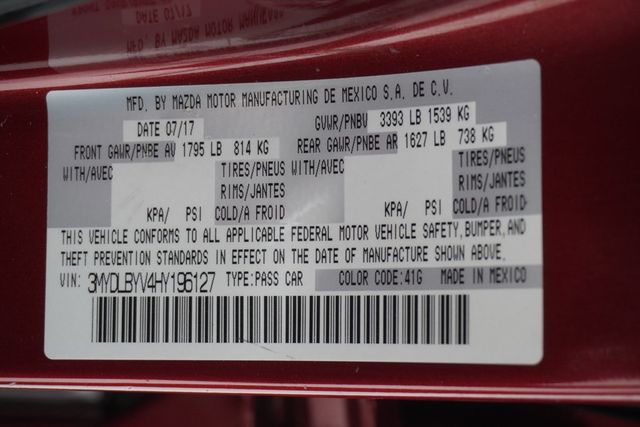 MFD. BY MAZDA MOTOR MANUFACTURING DE MEXICO S.A. DE C.V.
DATE 07/17 GVWR/PNBV 3393 LB 1539 KG
FRONT GAWR/PNBE AV 1795 LB 814 KG REAR GAWR/PNBE AR 1627 LB 738 KG
WITH/AVEC TIRES/PNEUS WITH/AVEC TIRES/PNEUS
RIMS/JANTES RIMS/JANTES
KPA/ PSI COLD/A FROID KPA/ PSI COLD/A FROID
THIS VEHICLE CONFORMS TO ALL APPLICABLE FEDERAL MOTOR VEHICLE SAFETY, BUMPER, AND
THEFT PREVENTION STANDARDS IN EFFECT ON THE DATE OF MANUFACTURE SHOWN ABOVE.
VIN: 3MYDLBYV4HY196127 TYPE:PASS CAR COLOR CODE:41G MADE IN MEXICO